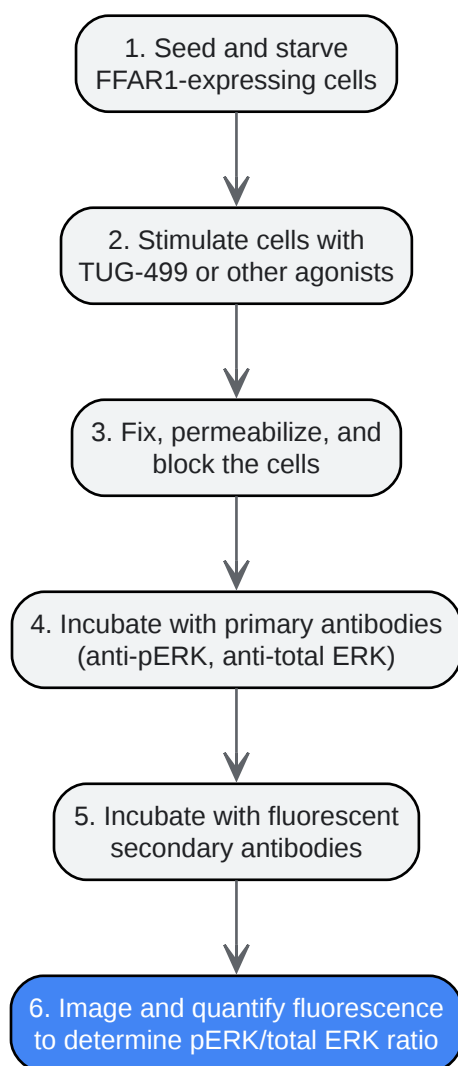 1. Seed and starve
FFAR1-expressing cells
2. Stimulate cells with
TUG-499 or other agonists
3. Fix, permeabilize, and
block the cells
4. Incubate with primary antibodies
(anti-pERK, anti-total ERK)
5. Incubate with fluorescent
secondary antibodies
6. Image and quantify fluorescence
to determine pERK/total ERK ratio